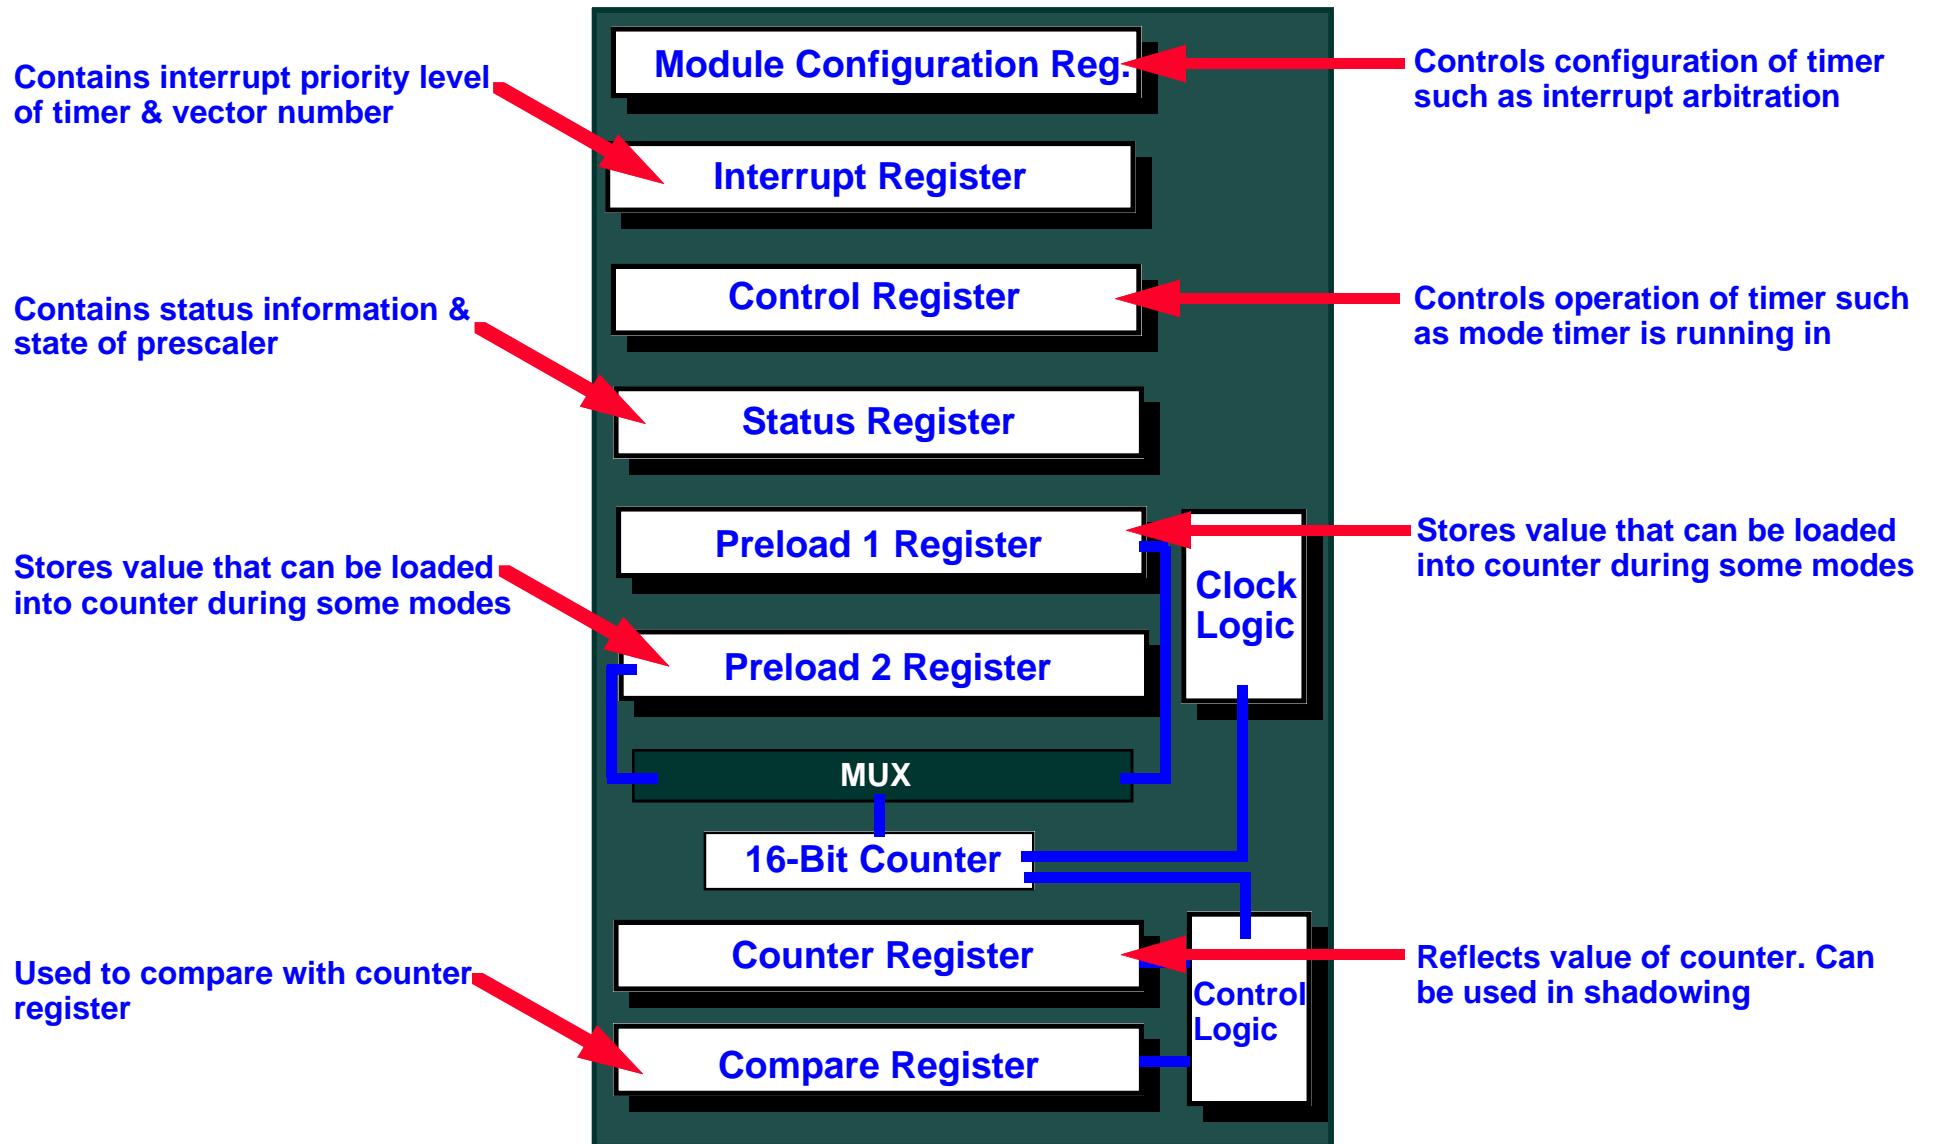 Module Configuration Reg.
Controls configuration of timer
such as interrupt arbitration
Contains interrupt priority level
of timer & vector number
Interrupt Register
Control Register
Controls operation of timer such
as mode timer is running in
Contains status information &
state of prescaler
Status Register
Preload 1 Register
Stores value that can be loaded
into counter during some modes
Clock
Logic
Stores value that can be loaded
into counter during some modes
Preload 2 Register
MUX
16-Bit Counter
Counter Register
Reflects value of counter. Can
be used in shadowing
Control
Logic
Used to compare with counter
register
Compare Register